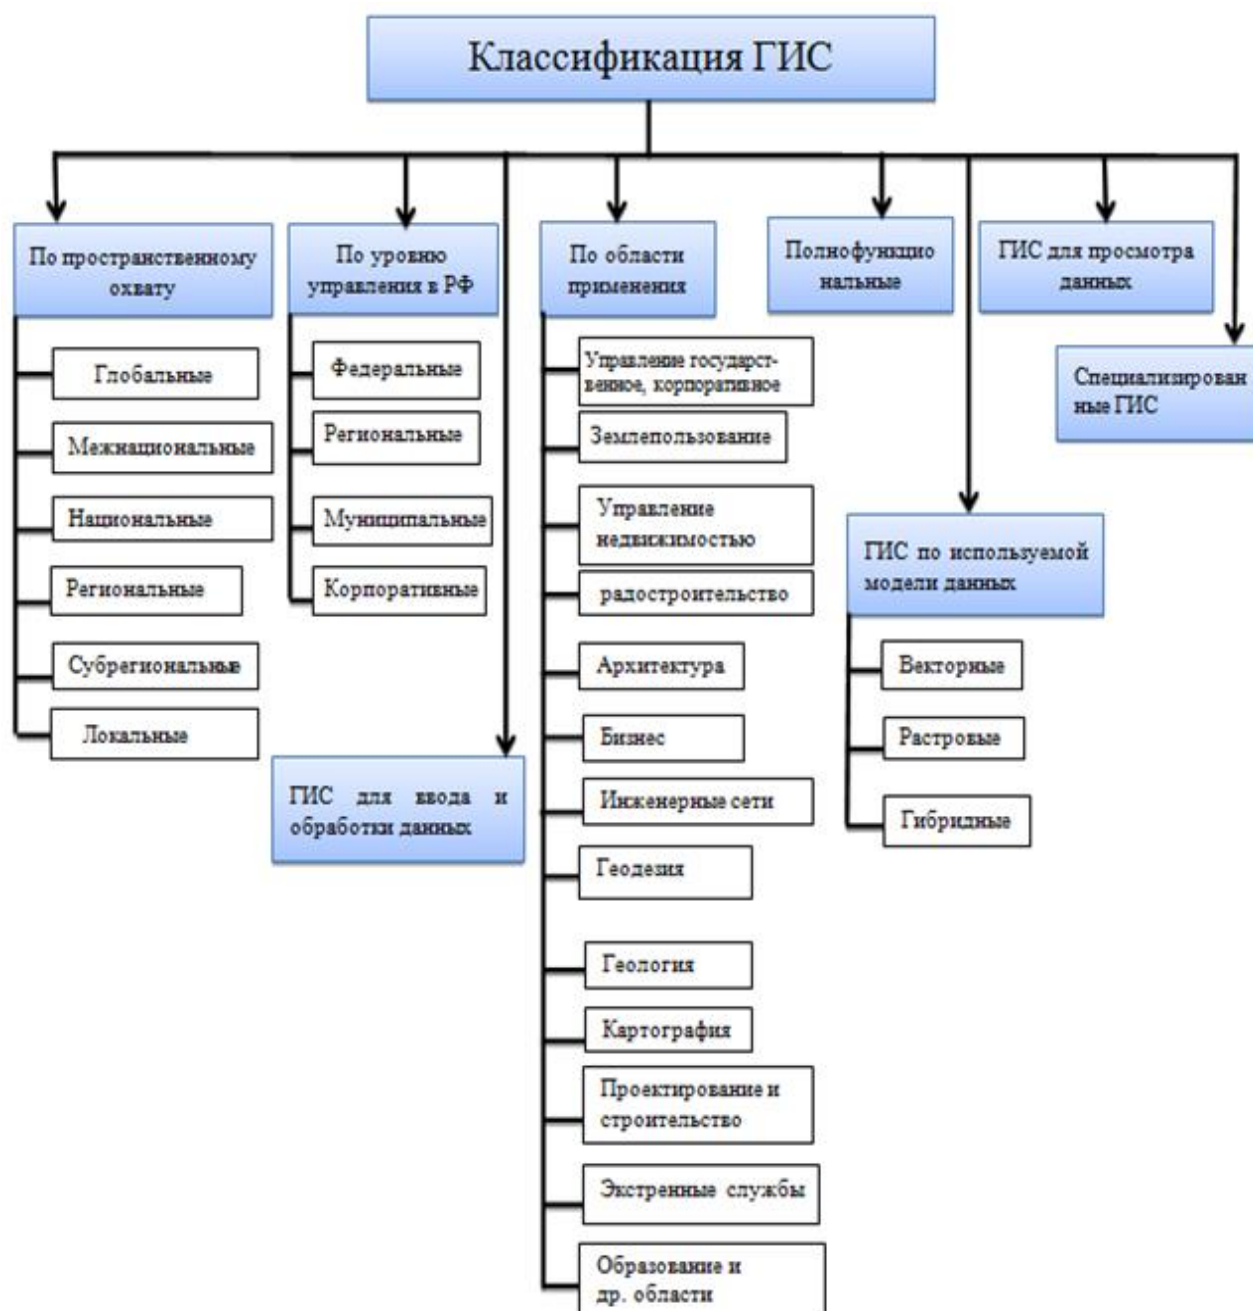 Классификация ГИС
По пространственному
охвату
Глобальные
Межнациональные
Национальные
Региональные
Субрегиональные
Локальные
По уровню
управления в РФ
Федеральные
Региональные
Муниципальные
Корпоративные
ГИС для ввода и
обработки данных
По области
применения
Управление государст-
венное, корпоративное
Землепользование
Управление
недвижимостью
радостроительство
Архитектура
Бизнес
Инженерные сети
Геодезия
Геология
Картография
Проектирование и
строительство
Экстренные службы
Образование и
др. области
Полнофункцио
нальные
ГИС по используемой
модели данных
Векторные
Растровые
Гибридные
ГИС для просмотра
данных
Специализирован
ные ГИС